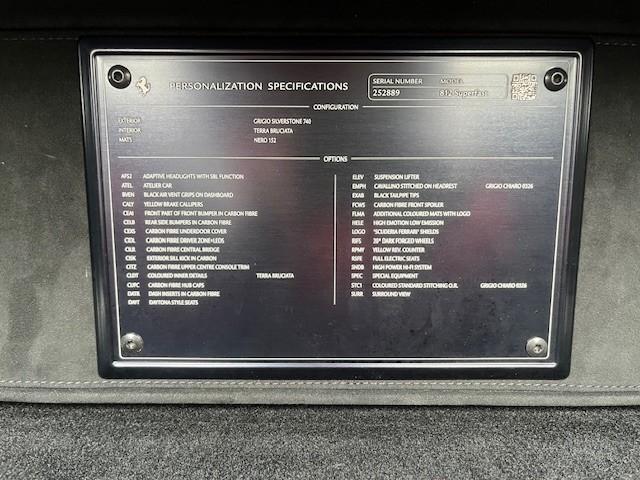 PERSONALIZATION SPECIFICATIONS
SERIAL NUMBER MODEL
252889 812 Superfast
CONFIGURATION
EXTERIOR GRIGIO SILVERSTONE 740
INTERIOR TERRA BRUCIATA
MATS NERO 152
OPTIONS
AFS2 ADAPTIVE HEADLIGHTS WITH SBL FUNCTION
ATEL ATELIER CAR
BVEN BLACK AIR VENT GRIPS ON DASHBOARD
CALY YELLOW BRAKE CALLIPERS
CEAI FRONT PART OF FRONT BUMPER IN CARBON FIBRE
CELB REAR SIDE BUMPERS IN CARBON FIBRE
CEXS CARBON FIBRE UNDERDOOR COVER
CIDL CARBON FIBRE DRIVER ZONE+LEDS
CILR CARBON FIBRE CENTRAL BRIDGE
CISK EXTERIOR SILL KICK IN CARBON
CITZ CARBON FIBRE UPPER CENTRE CONSOLE TRIM
CLDT COLOURED INNER DETAILS TERRA BRUCIATA
CUPC CARBON FIBRE HUB CAPS
DATR DASH INSERTS IN CARBON FIBRE
DAYT DAYTONA STYLE SEATS
ELEV SUSPENSION LIFTER
EMPH CAVALLINO STITCHED ON HEADREST GRIGIO CHIARO 0326
EXAB BLACK TAILPIPE TIPS
FCWS CARBON FIBRE FRONT SPOILER
FLMA ADDITIONAL COLOURED MATS WITH LOGO
HELE HIGH EMOTION LOW EMISSION
LOGO "SCUDERIA FERRARI" SHIELDS
RIFS 20" DARK FORGED WHEELS
RPMY YELLOW REV. COUNTER
RSFE FULL ELECTRIC SEATS
SNDB HIGH POWER HI-FI SYSTEM
SPEC SPECIAL EQUIPMENT
STC1 COLOURED STANDARD STITCHING O.R. GRIGIO CHIARO 0326
SURR SURROUND VIEW